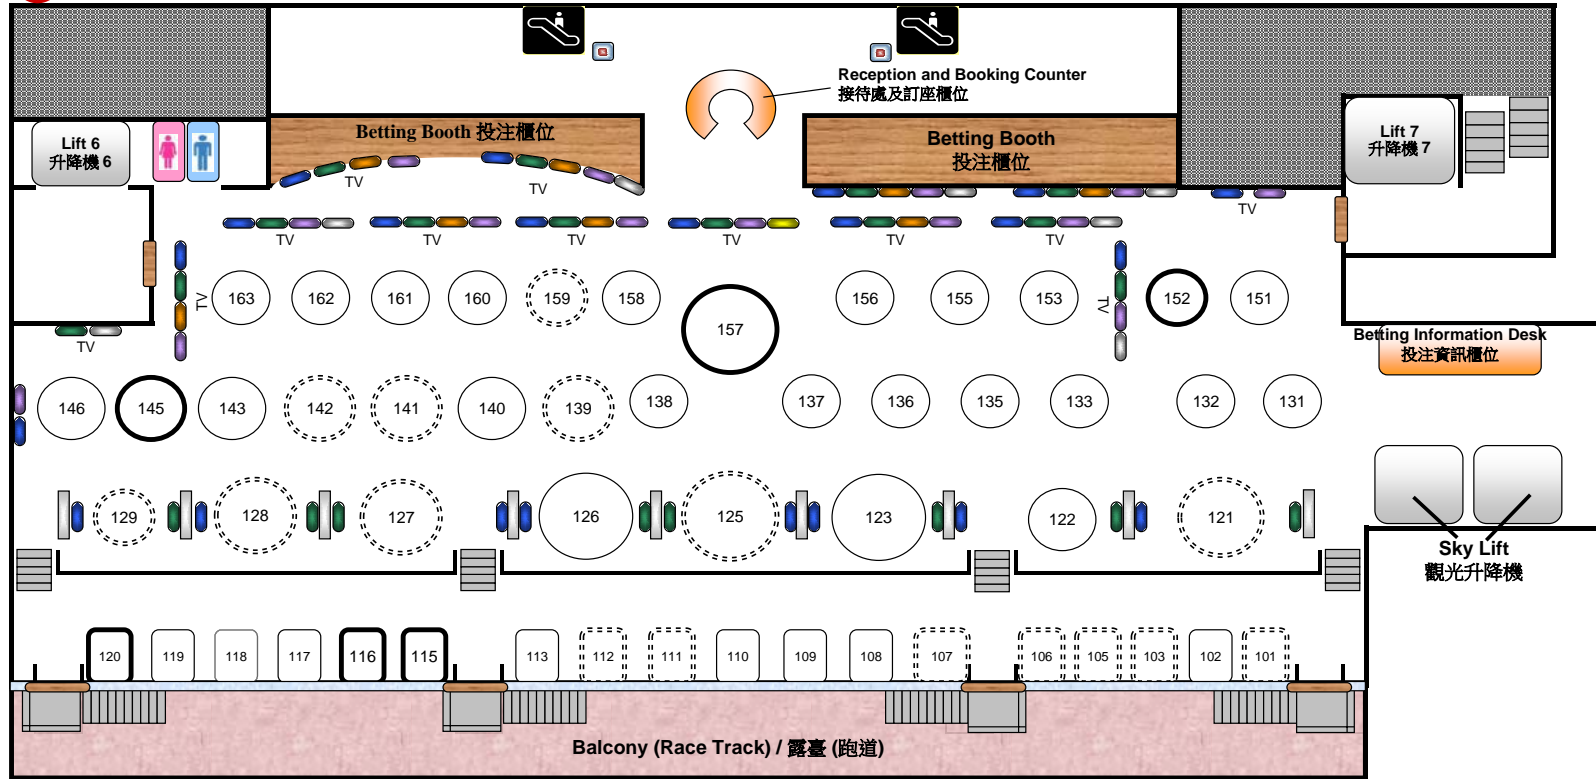 Reception and Booking Counter
接待處及訂座櫃位
Betting Booth 投注櫃位
Betting Booth
投注櫃位
Lift 6
升降機 6
Lift 7
升降機 7
TV
TV
TV
TV
TV
TV
TV
TV
TV
TV
TV
TV
163
162
161
160
159
158
157
156
155
153
152
151
Betting Information Desk
投注資訊櫃位
146
145
143
142
141
140
139
138
137
136
135
133
132
131
129
128
127
126
125
123
122
121
Sky Lift
觀光升降機
120
119
118
117
116
115
113
112
111
110
109
108
107
106
105
103
102
101
Balcony (Race Track) / 露臺 (跑道)